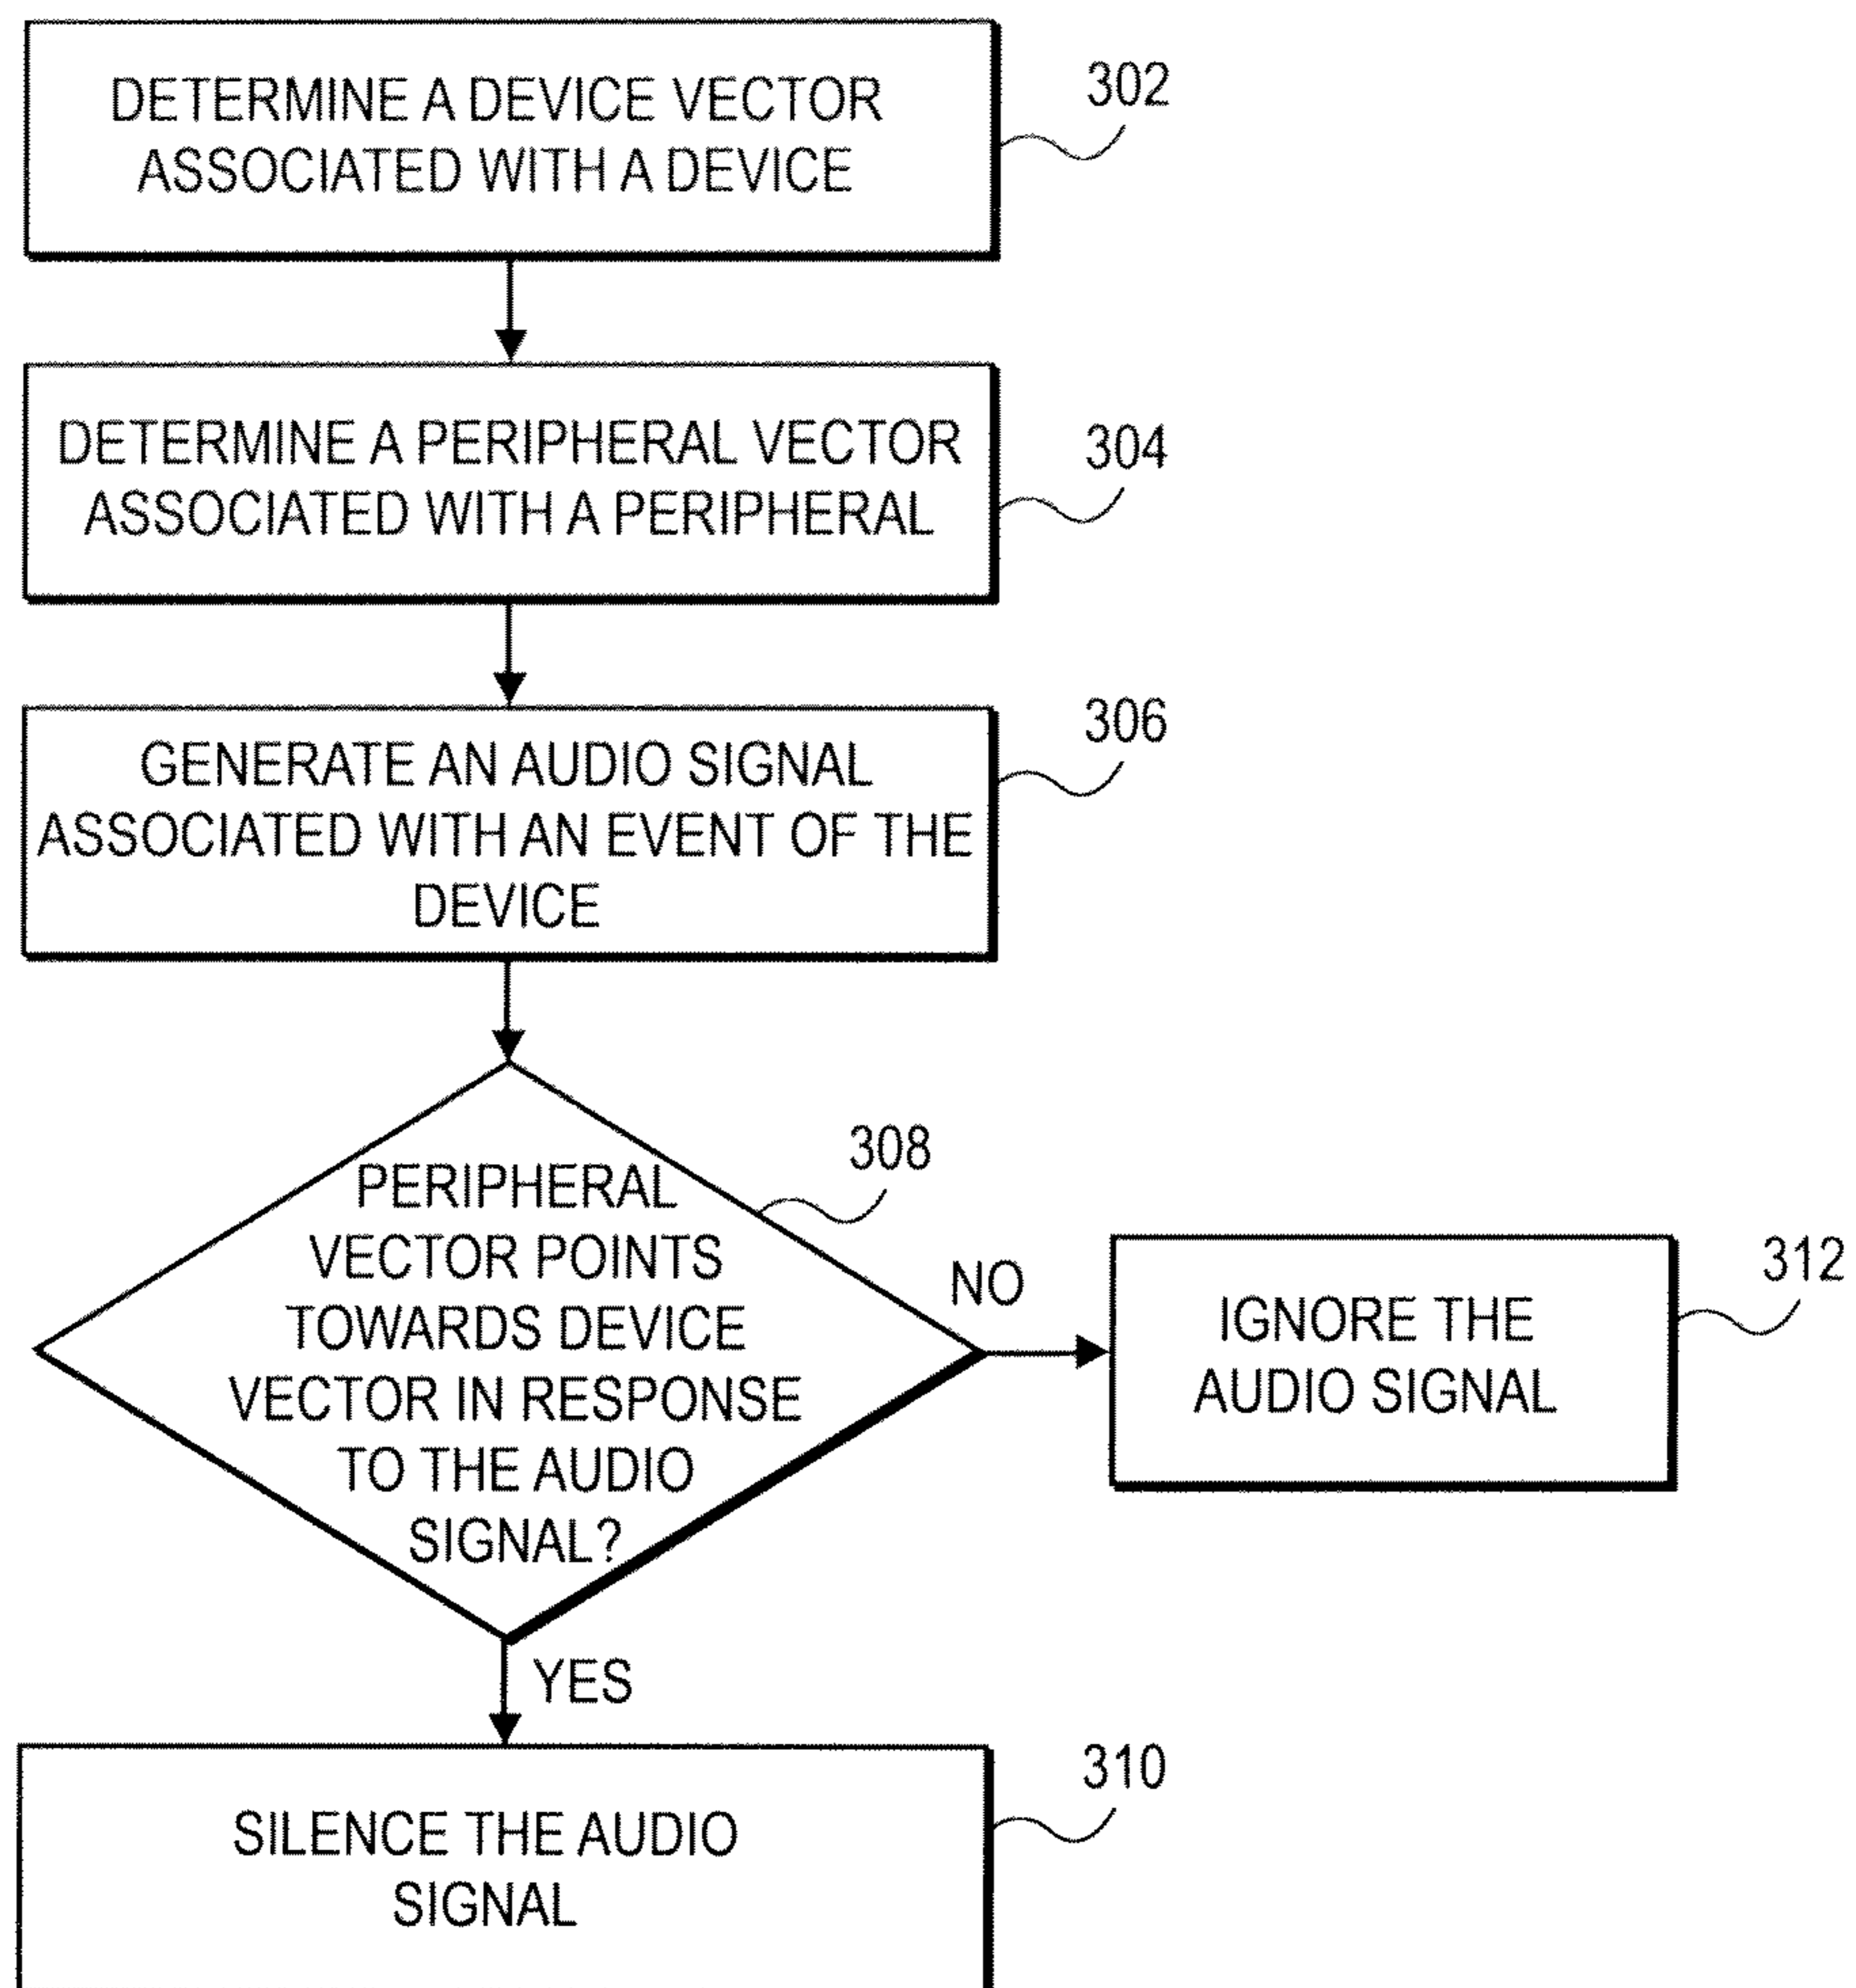 DETERMINE A DEVICE VECTOR
ASSOCIATED WITH A DEVICE
302
DETERMINE A PERIPHERAL VECTOR
ASSOCIATED WITH A PERIPHERAL
304
GENERATE AN AUDIO SIGNAL
ASSOCIATED WITH AN EVENT OF THE
DEVICE
306
PERIPHERAL
VECTOR POINTS
TOWARDS DEVICE
VECTOR IN RESPONSE
TO THE AUDIO
SIGNAL?
308
NO
IGNORE THE
AUDIO SIGNAL
312
YES
SILENCE THE AUDIO
SIGNAL
310